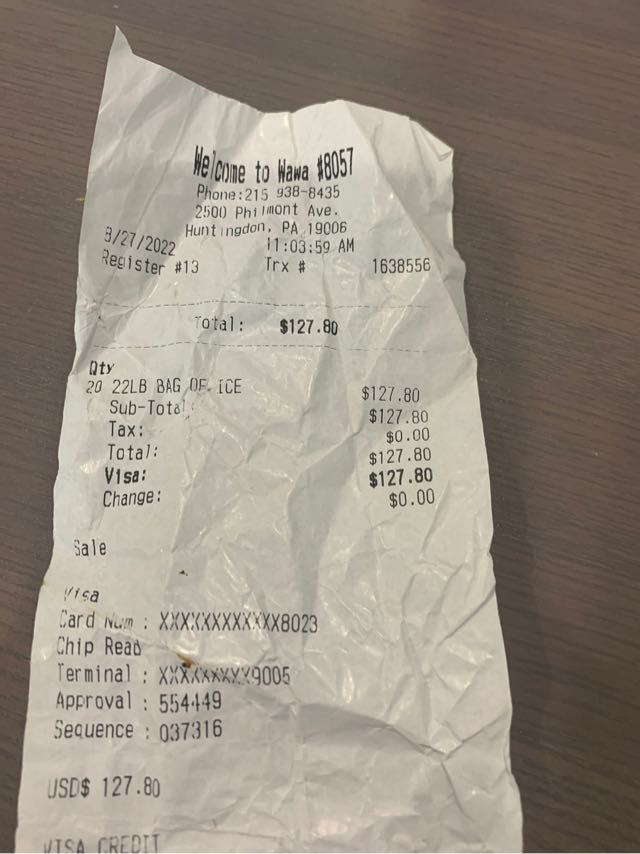 Welcome to Wawa #8057
Phone:215 938-8435
2500 Philmont Ave.
Huntingdon, PA 19006
8/27/2022 11:03:59 AM
Register #13 Trx # 1638556
Total: $127.80
Qty
20 22LB BAG OF ICE $127.80
Sub-Total: $127.80
Tax: $0.00
Total: $127.80
Visa: $127.80
Change: $0.00
Sale
Visa
Card Num : XXXXXXXXXXXX8023
Chip Read
Terminal : XXXXXXXXX9005
Approval : 554449
Sequence : 037316
USD$ 127.80
VISA CREDIT